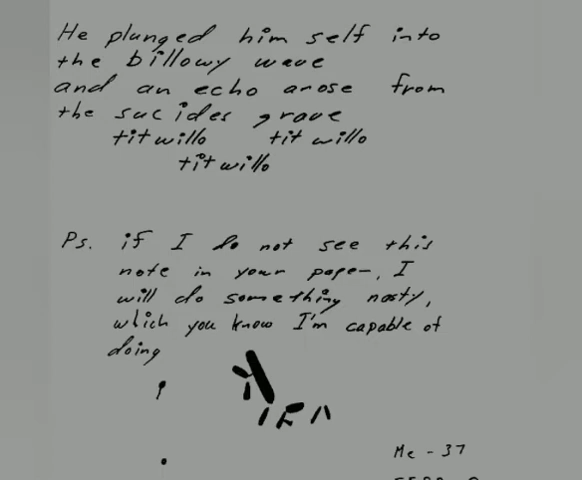 He plunged him self into
the billowy wave
and an echo arose from
the sucides grave
titwillo tit willo
titwillo
Ps. if I do not see this
note in your paper, I
will do something nasty,
which you know I'm capable of
doing
Me - 37